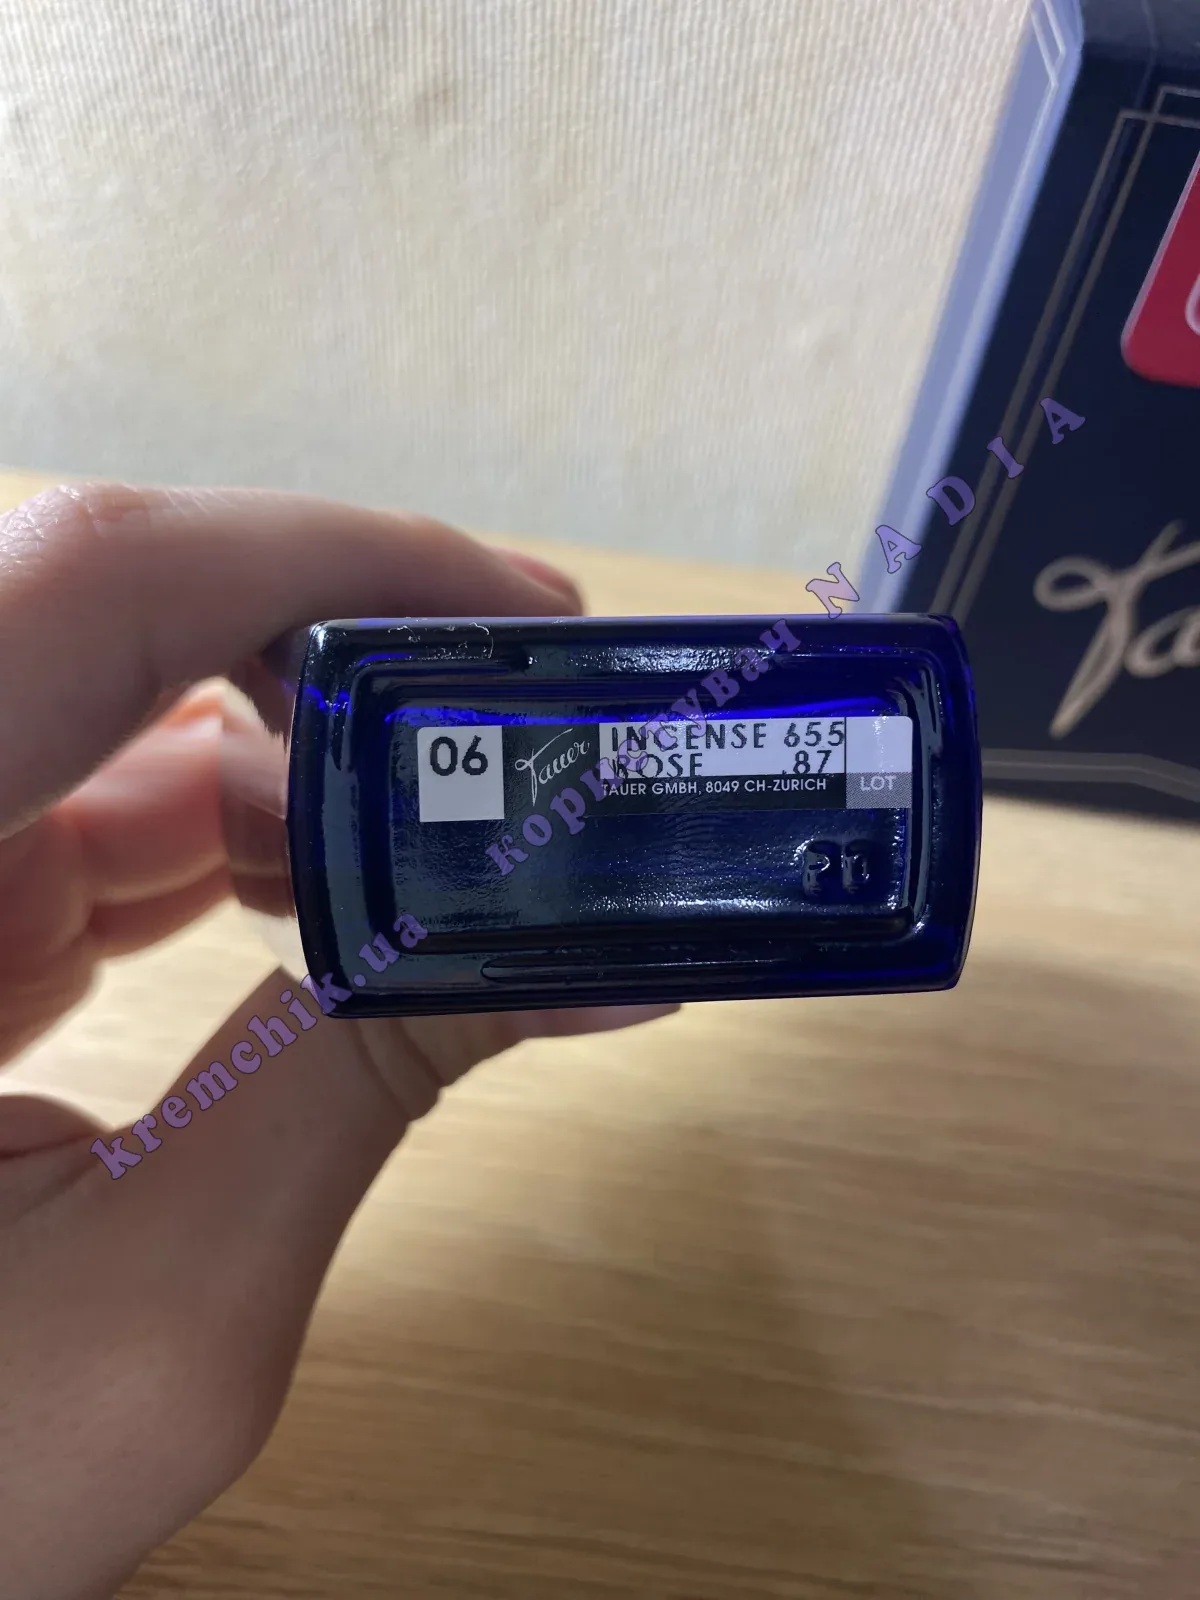 06
Tauer
INCENSE 655
ROSE .87
TAUER GMBH, 8049 CH-ZURICH
LOT
kremchik.ua користувач NADIA